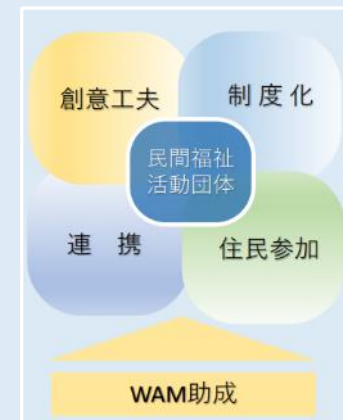 創意工夫
制度化
民間福祉
活動団体
連　携
住民参加
WAM助成